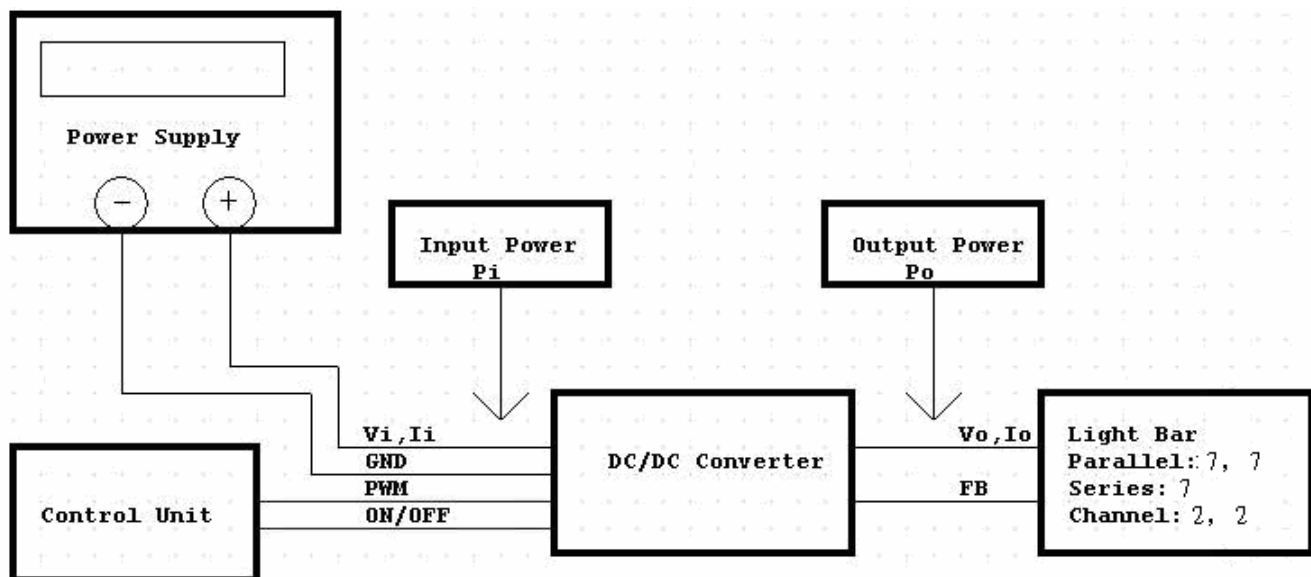 Power Supply
- +
Input Power
Pi
Output Power
Po
Vi,Ii
GND
PWM
ON/OFF
Control Unit
DC/DC Converter
Vo,Io
FB
Light Bar
Parallel: 7, 7
Series: 7
Channel: 2, 2